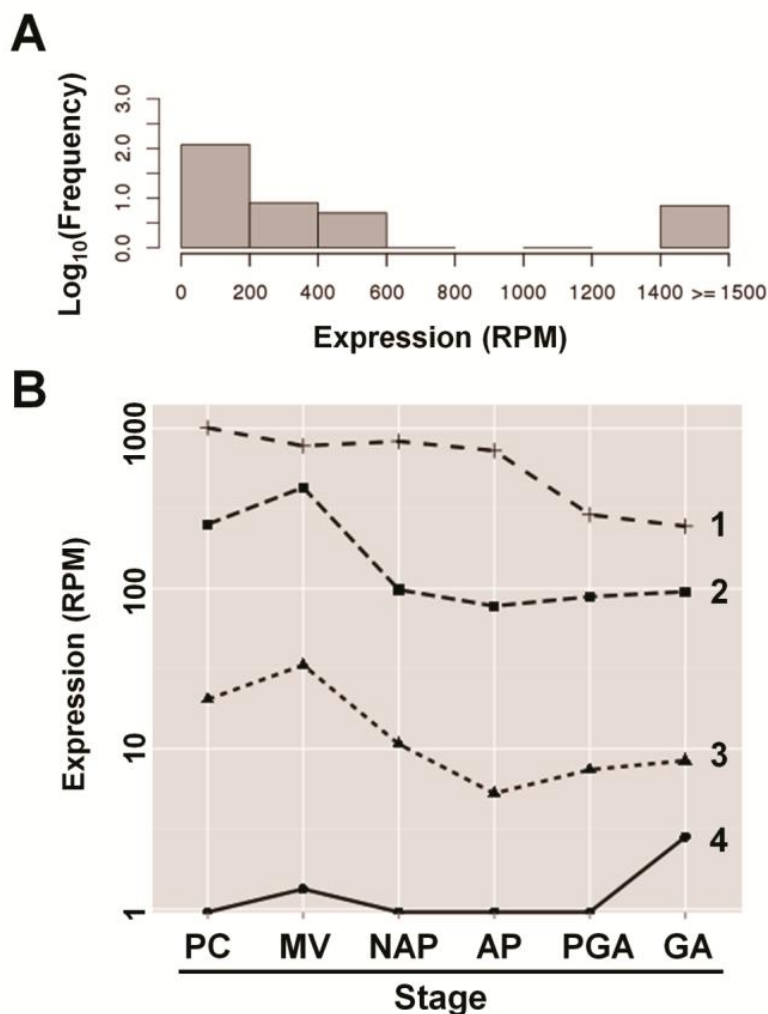 A
Log10(Frequency)
3.0
2.0
1.0
0.0
0 200 400 600 800 1000 1200 1400 >= 1500
Expression (RPM)
B
Expression (RPM)
1000
100
10
1
1
2
3
4
PC MV NAP AP PGA GA
Stage